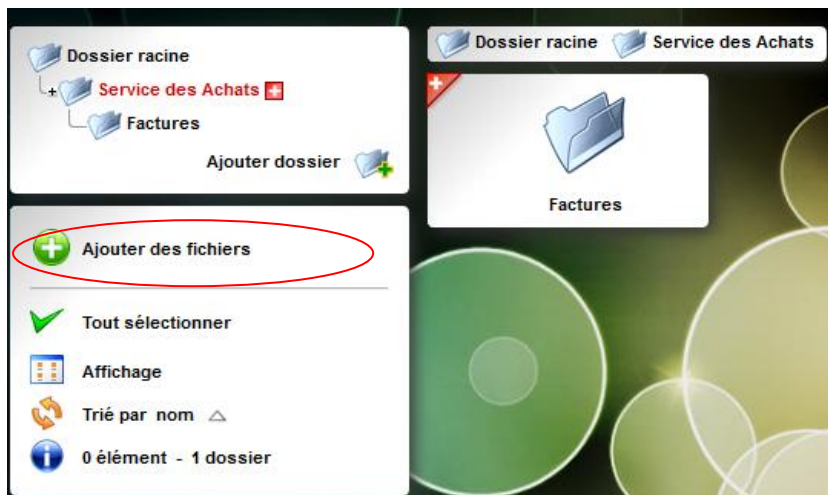 Dossier racine
Service des Achats
Factures
Ajouter dossier
Ajouter des fichiers
Tout sélectionner
Affichage
Trié par nom
0 élément - 1 dossier
Dossier racine Service des Achats
Factures